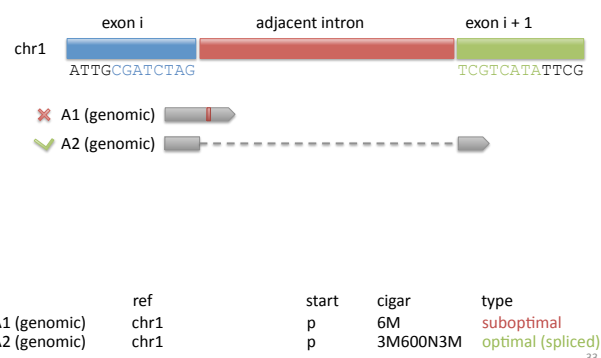 exon i adjacent intron exon i + 1
chr1
ATTGCGATCTAG TCGTCATATTCG
A1 (genomic)
A2 (genomic)
ref start cigar type
A1 (genomic) chr1 p 6M suboptimal
A2 (genomic) chr1 p 3M600N3M optimal (spliced)